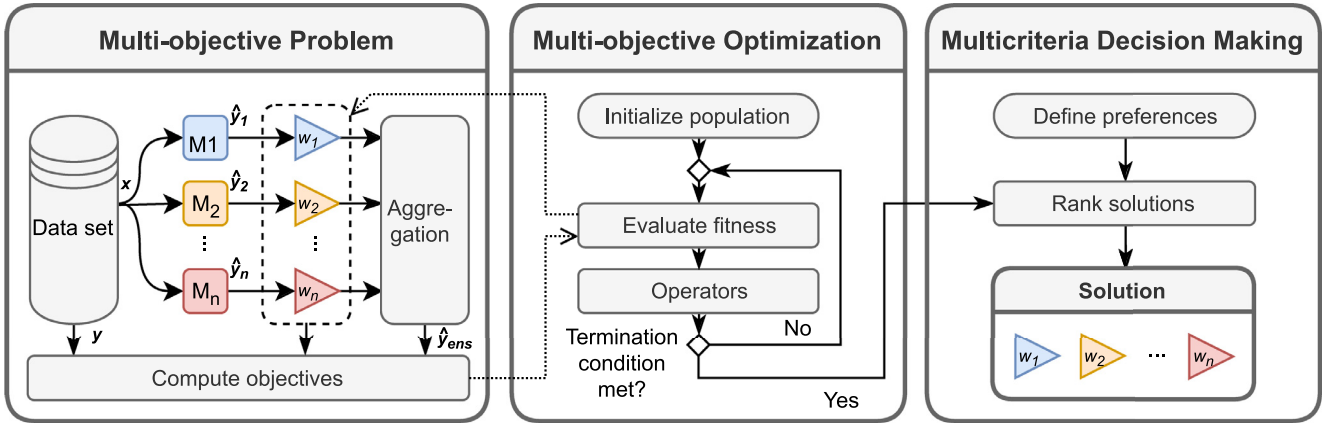 Multi-objective Problem
Data set
x
y
M1
M2
⋮
Mn
ŷ1
ŷ2
ŷn
w1
w2
⋮
wn
Aggre-
gation
ŷens
Compute objectives
Multi-objective Optimization
Initialize population
Evaluate fitness
Operators
Termination
condition
met?
No
Yes
Multicriteria Decision Making
Define preferences
Rank solutions
Solution
w1 w2 ... wn